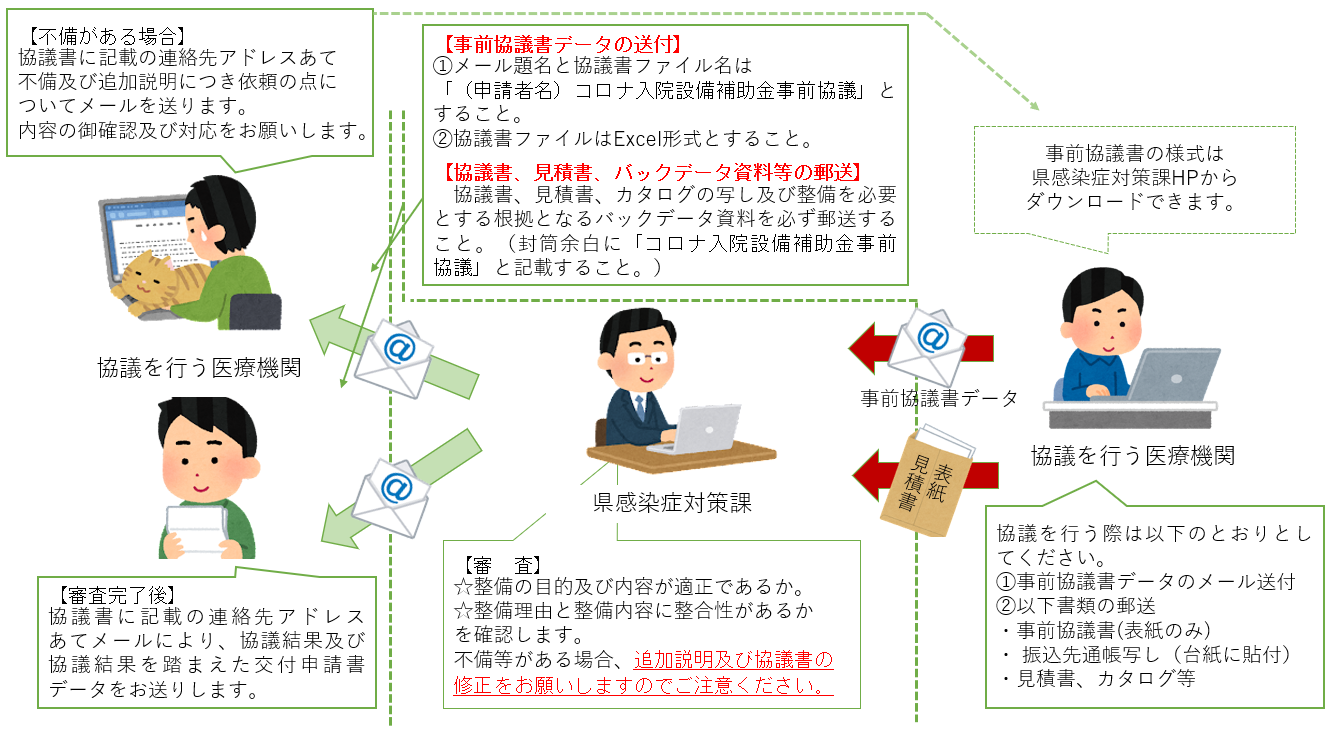 【不備がある場合】
協議書に記載の連絡先アドレスあて
不備及び追加説明につき依頼の点に
ついてメールを送ります。
内容の御確認及び対応をお願いします。
【事前協議書データの送付】
①メール題名と協議書ファイル名は
「（申請者名）コロナ入院設備補助金事前協議」と
すること。
②協議書ファイルはExcel形式とすること。
【協議書、見積書、バックデータ資料等の郵送】
　協議書、見積書、カタログの写し及び整備を必要
とする根拠となるバックデータ資料を必ず郵送する
こと。（封筒余白に「コロナ入院設備補助金事前
協議」と記載すること。）
事前協議書の様式は
県感染症対策課HPから
ダウンロードできます。
協議を行う医療機関
事前協議書データ
表紙
見積書
協議を行う医療機関
県感染症対策課
協議を行う際は以下のとおりとし
てください。
①事前協議書データのメール送付
②以下書類の郵送
・事前協議書(表紙のみ)
・ 振込先通帳写し（台紙に貼付）
・見積書、カタログ等
【審　査】
☆整備の目的及び内容が適正であるか。
☆整備理由と整備内容に整合性があるか
を確認します。
不備等がある場合、追加説明及び協議書の
修正をお願いしますのでご注意ください。
【審査完了後】
協議書に記載の連絡先アドレス
あてメールにより、協議結果及び
協議結果を踏まえた交付申請書
データをお送りします。